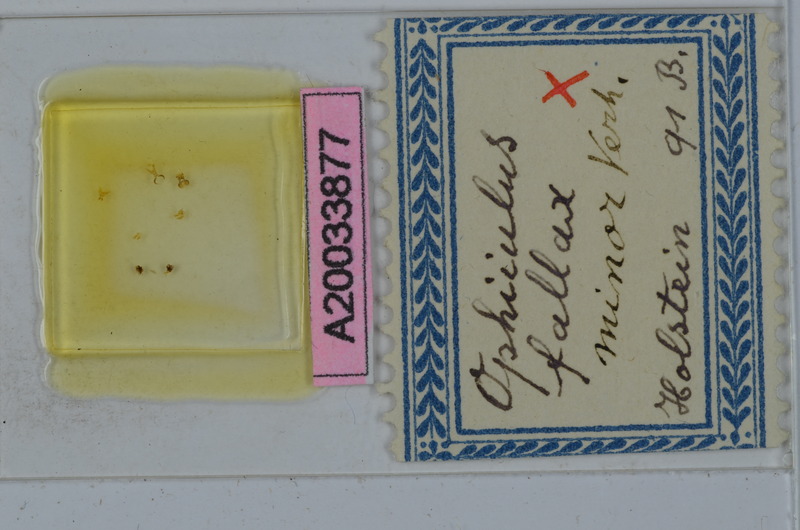 A20033877
Ophiiulus
fallax X
minor Verh.
Holstein 91 B.